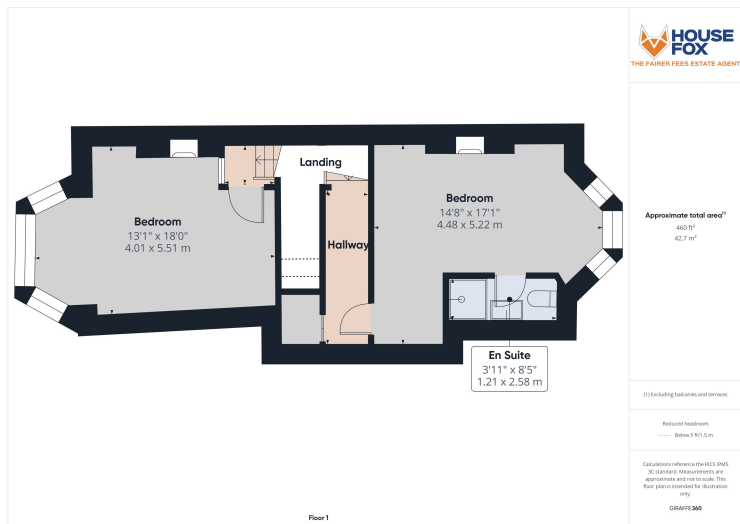 HOUSE
FOX
THE FAIRER FEES ESTATE AGENT
Landing
Bedroom
13'1" x 18'0"
4.01 x 5.51 m
Bedroom
14'8" x 17'1"
4.48 x 5.22 m
Hallway
En Suite
3'11" x 8'5"
1.21 x 2.58 m
Floor 1
Approximate total area(1)
460 ft²
42.7 m²
(1) Excluding balconies and terraces
Reduced headroom
------ Below 5 ft/1.5 m
Calculations reference the RICS IPMS
3C standard. Measurements are
approximate and not to scale. This
floor plan is intended for illustration
only.
GIRAFFE360